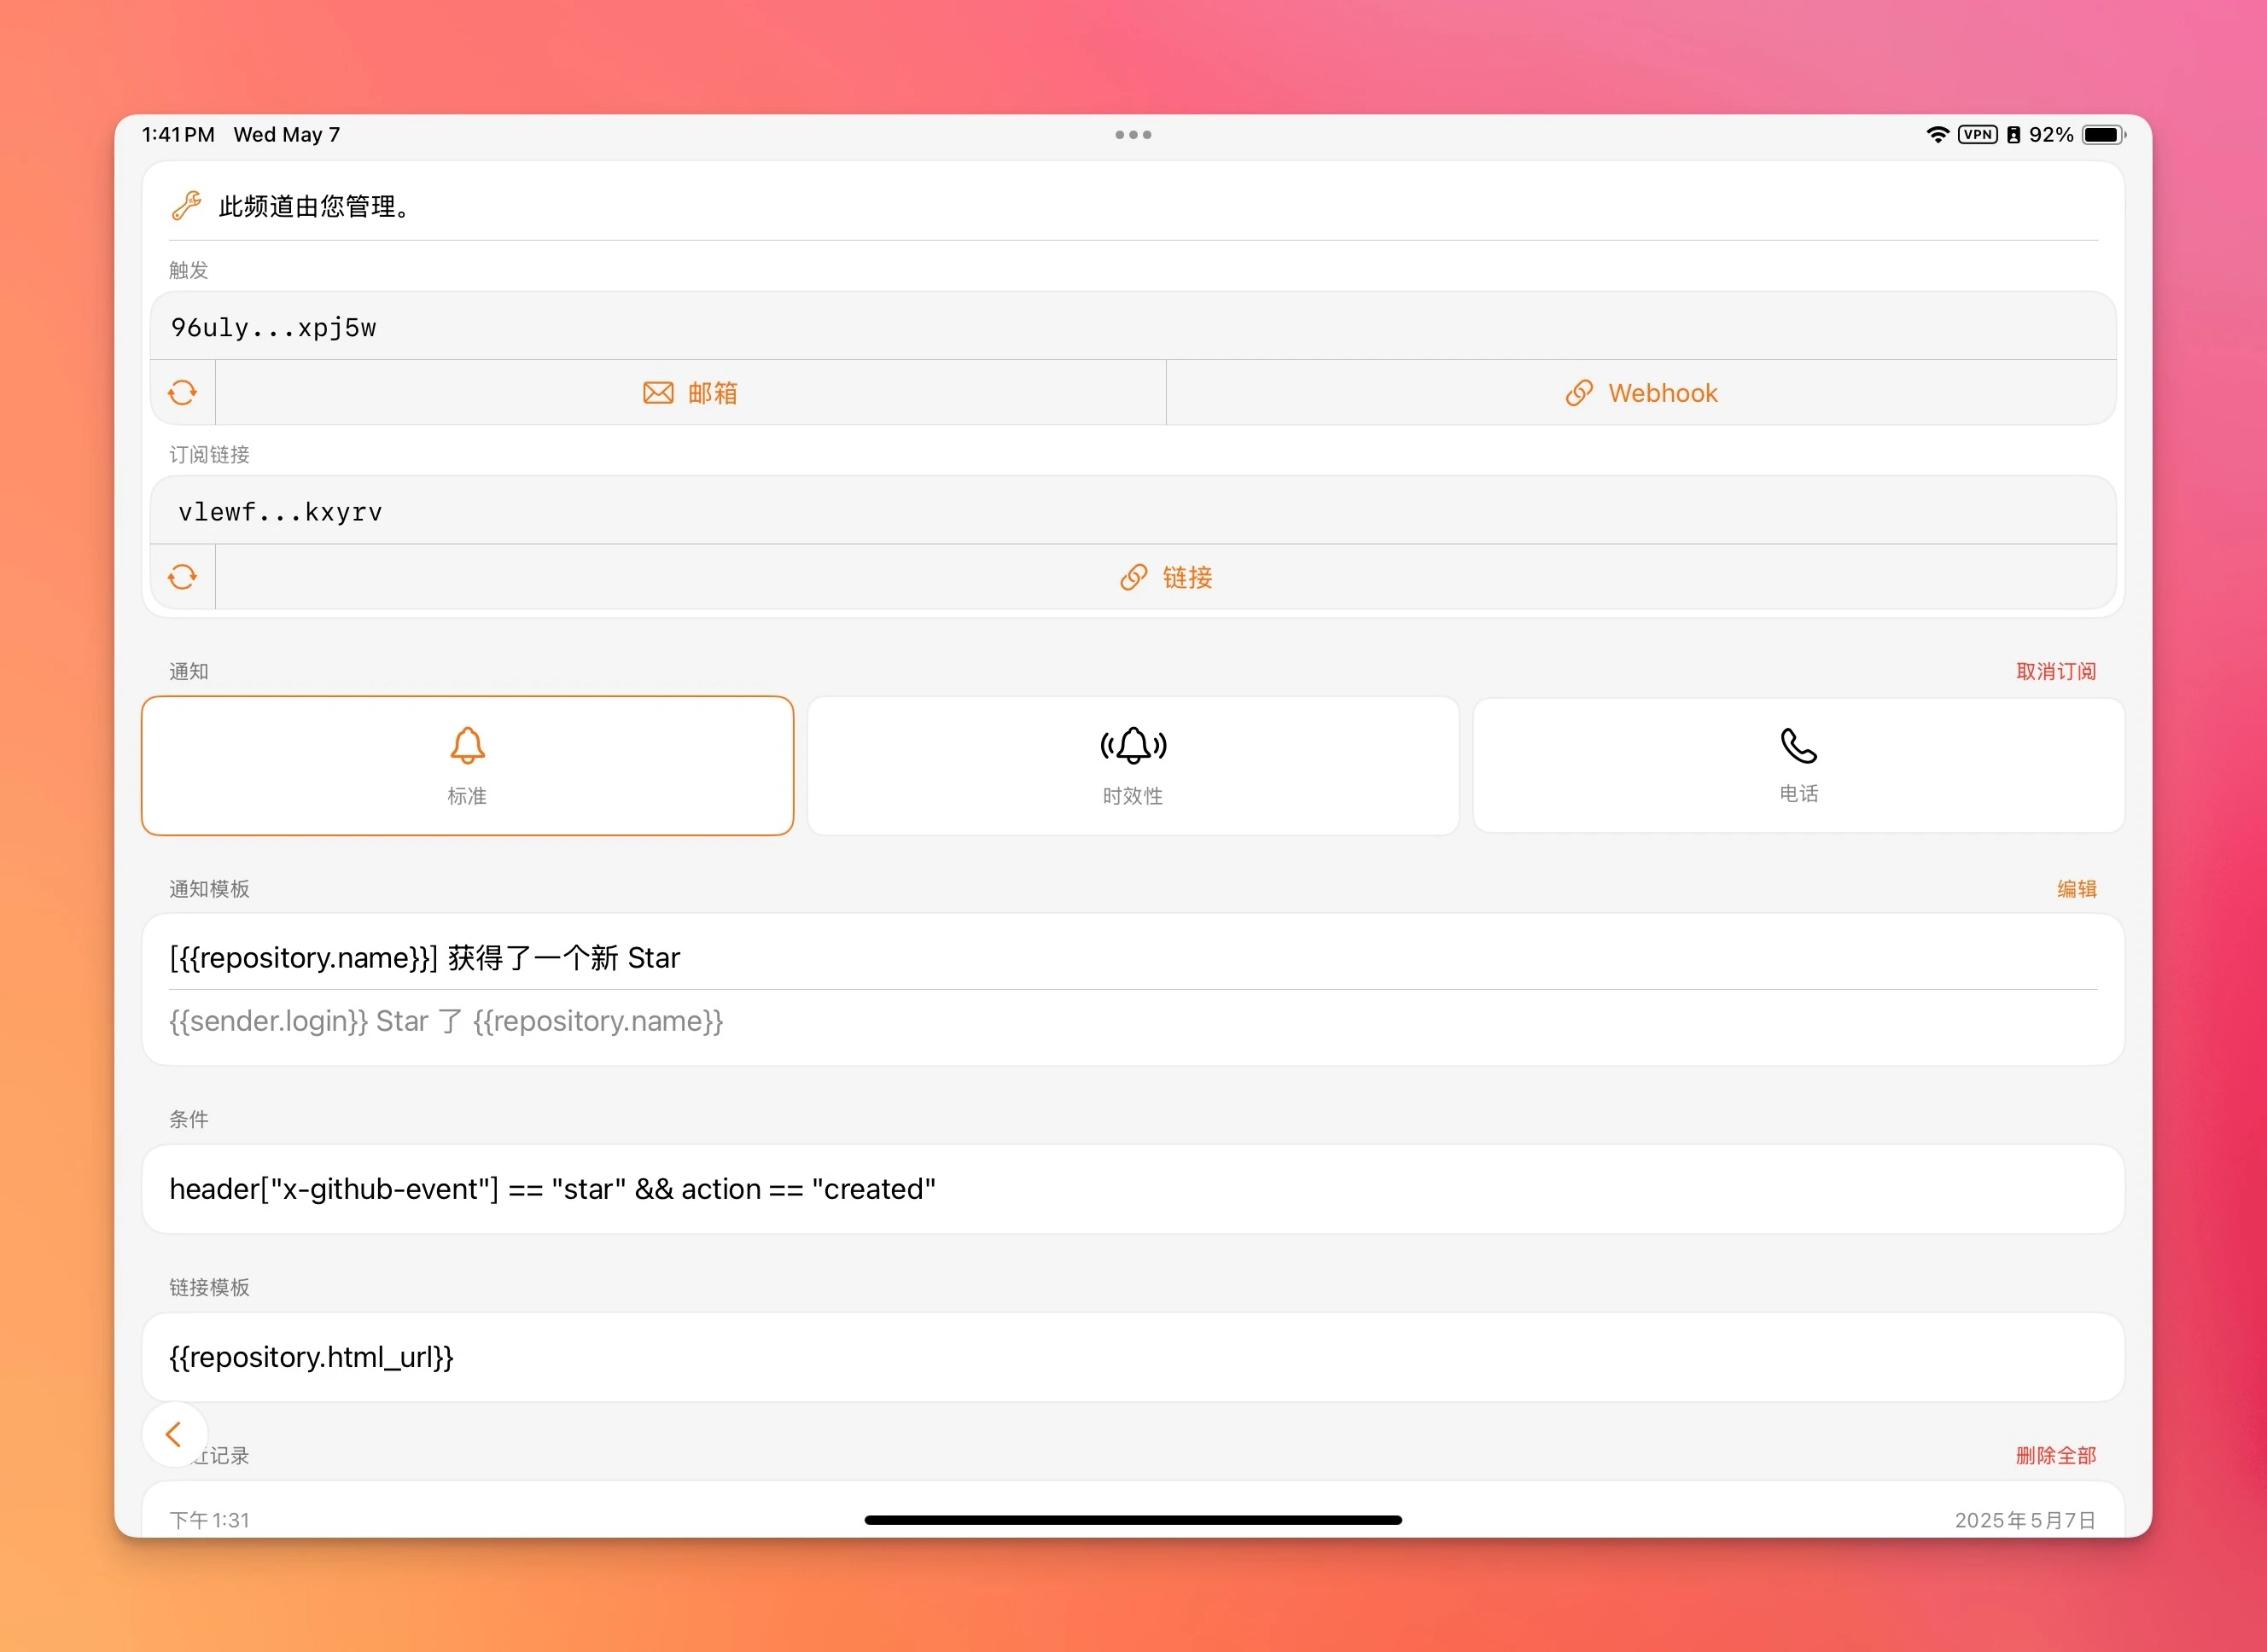 1:41 PM Wed May 7
VPN 92%
此频道由您管理。
触发
96uly...xpj5w
邮箱
Webhook
订阅链接
vlewf...kxyrv
链接
通知
取消订阅
标准
时效性
电话
通知模板
编辑
[{{repository.name}}] 获得了一个新 Star
{{sender.login}} Star 了 {{repository.name}}
条件
header["x-github-event"] == "star" && action == "created"
链接模板
{{repository.html_url}}
近记录
删除全部
下午 1:31
2025年5月7日